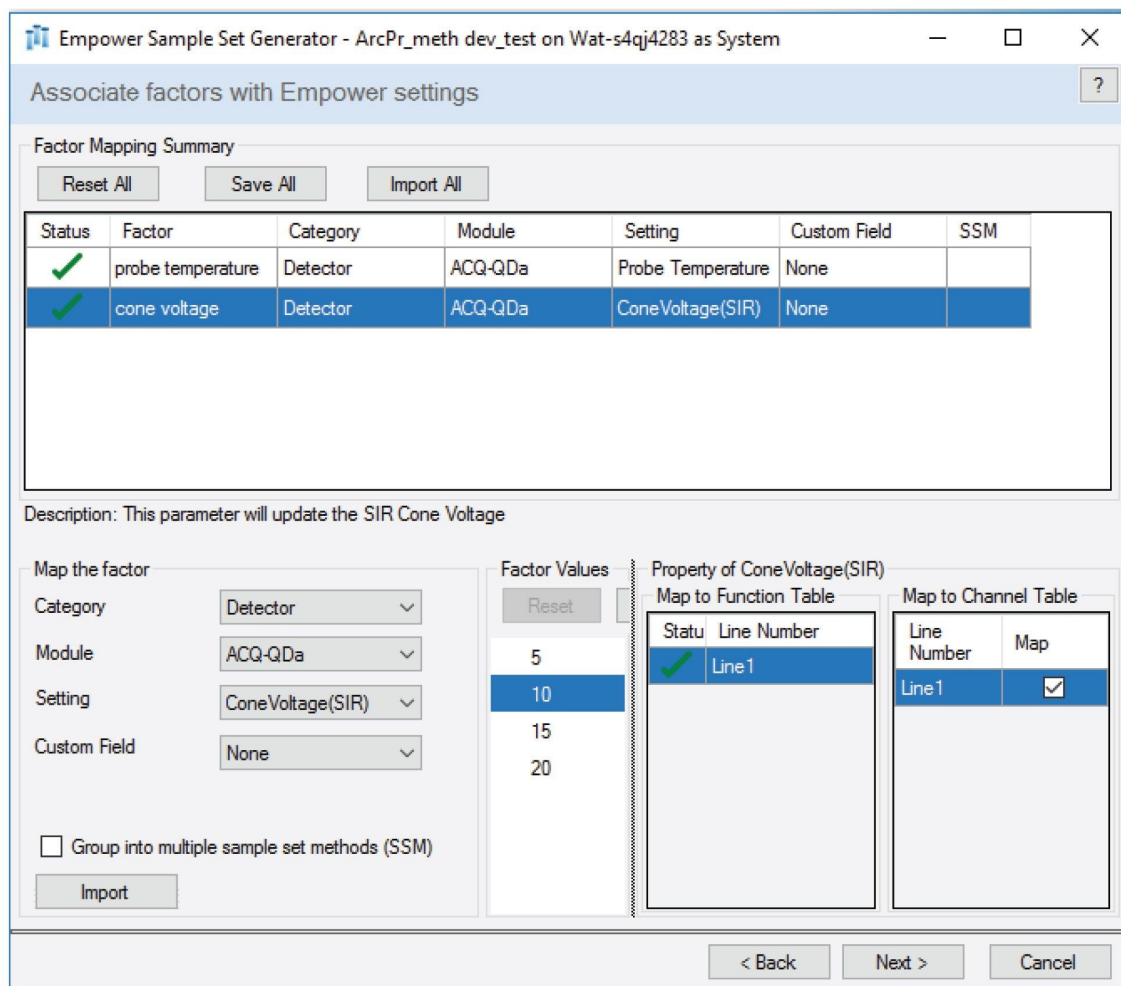 Empower Sample Set Generator - ArcPr_meth dev_test on Wat-s4qj4283 as System
Associate factors with Empower settings
?
Factor Mapping Summary
Reset All Save All Import All
Status Factor Category Module Setting Custom Field SSM
probe temperature Detector ACQ-QDa Probe Temperature None
cone voltage Detector ACQ-QDa ConeVoltage(SIR) None
Description: This parameter will update the SIR Cone Voltage
Map the factor
Category Detector
Module ACQ-QDa
Setting ConeVoltage(SIR)
Custom Field None
Group into multiple sample set methods (SSM)
Import
Factor Values
Reset
5
10
15
20
Property of ConeVoltage(SIR)
Map to Function Table
Statu Line Number
Line1
Map to Channel Table
Line Number Map
Line1
< Back Next > Cancel